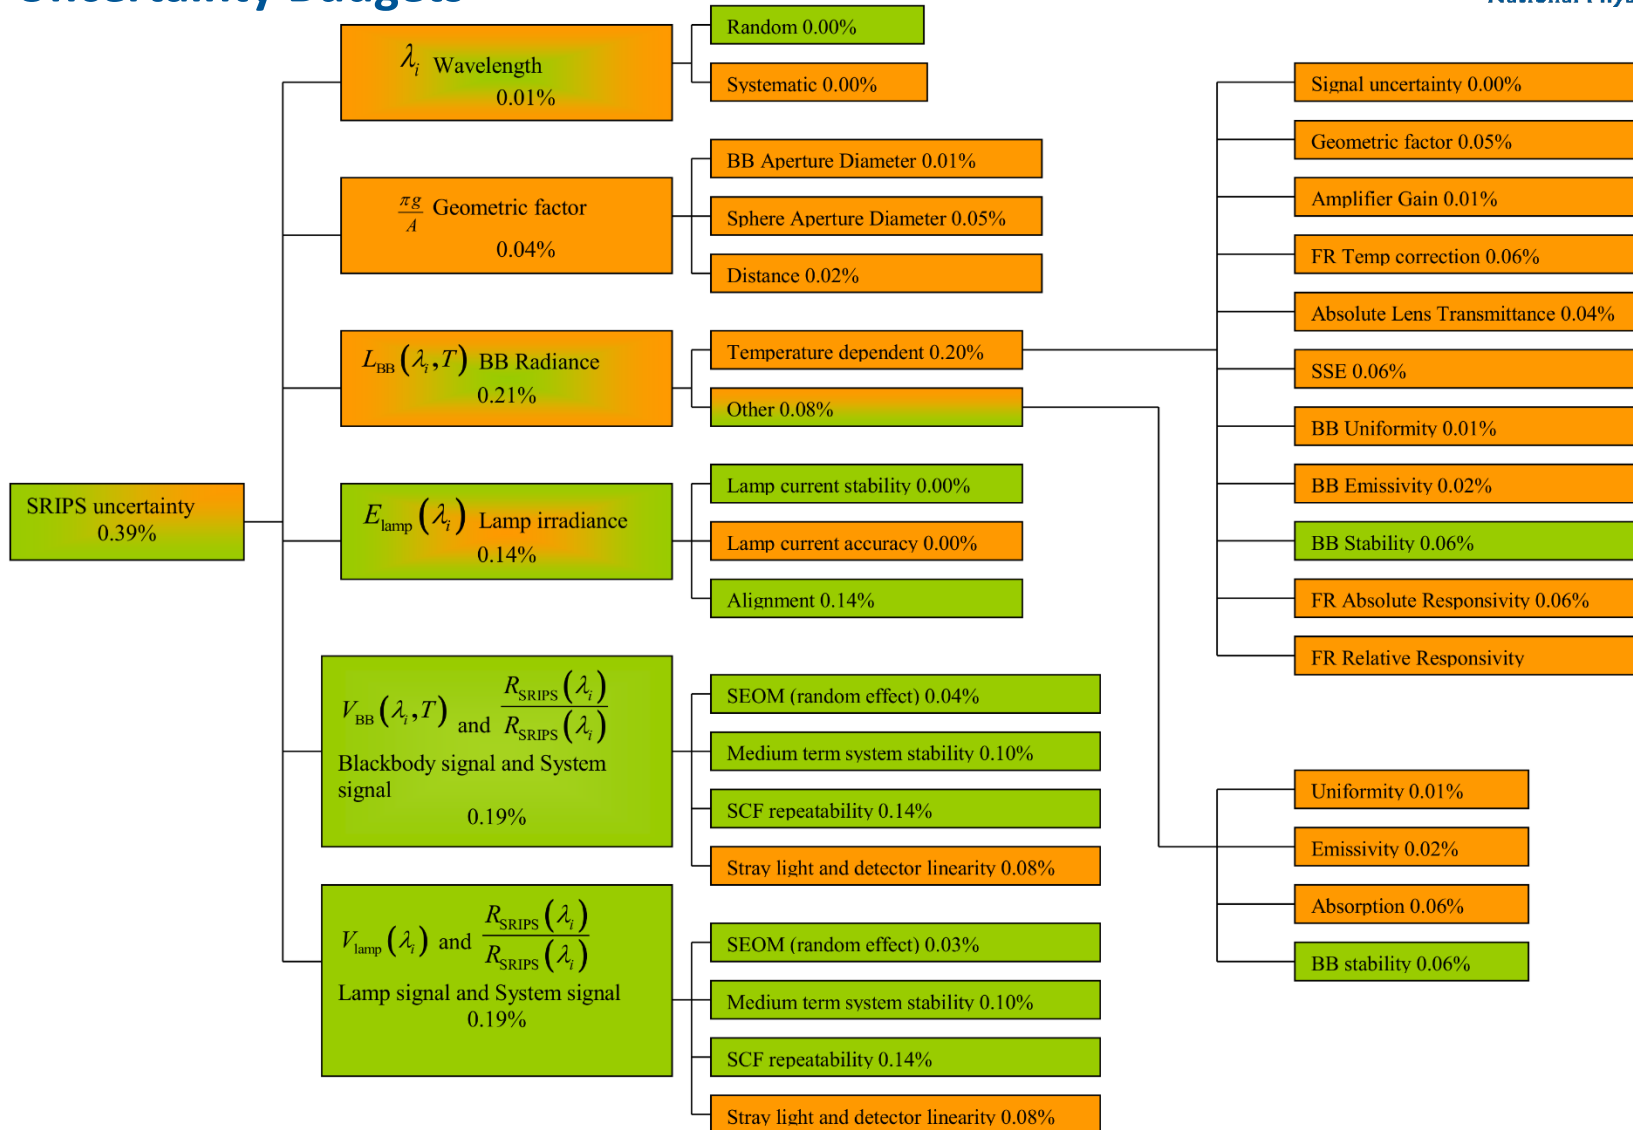 Uncertainty Budgets
National Phys
λi Wavelength
0.01%
Random 0.00%
Systematic 0.00%
πg/A Geometric factor
0.04%
BB Aperture Diameter 0.01%
Sphere Aperture Diameter 0.05%
Distance 0.02%
LBB(λi,T) BB Radiance
0.21%
Temperature dependent 0.20%
Other 0.08%
SRIPS uncertainty
0.39%
Elamp(λi) Lamp irradiance
0.14%
Lamp current stability 0.00%
Lamp current accuracy 0.00%
Alignment 0.14%
VBB(λi,T) and RSRIPS(λi)/RSRIPS(λi)
Blackbody signal and System
signal
0.19%
SEOM (random effect) 0.04%
Medium term system stability 0.10%
SCF repeatability 0.14%
Stray light and detector linearity 0.08%
Vlamp(λi) and RSRIPS(λi)/RSRIPS(λi)
Lamp signal and System signal
0.19%
SEOM (random effect) 0.03%
Medium term system stability 0.10%
SCF repeatability 0.14%
Stray light and detector linearity 0.08%
Signal uncertainty 0.00%
Geometric factor 0.05%
Amplifier Gain 0.01%
FR Temp correction 0.06%
Absolute Lens Transmittance 0.04%
SSE 0.06%
BB Uniformity 0.01%
BB Emissivity 0.02%
BB Stability 0.06%
FR Absolute Responsivity 0.06%
FR Relative Responsivity
Uniformity 0.01%
Emissivity 0.02%
Absorption 0.06%
BB stability 0.06%